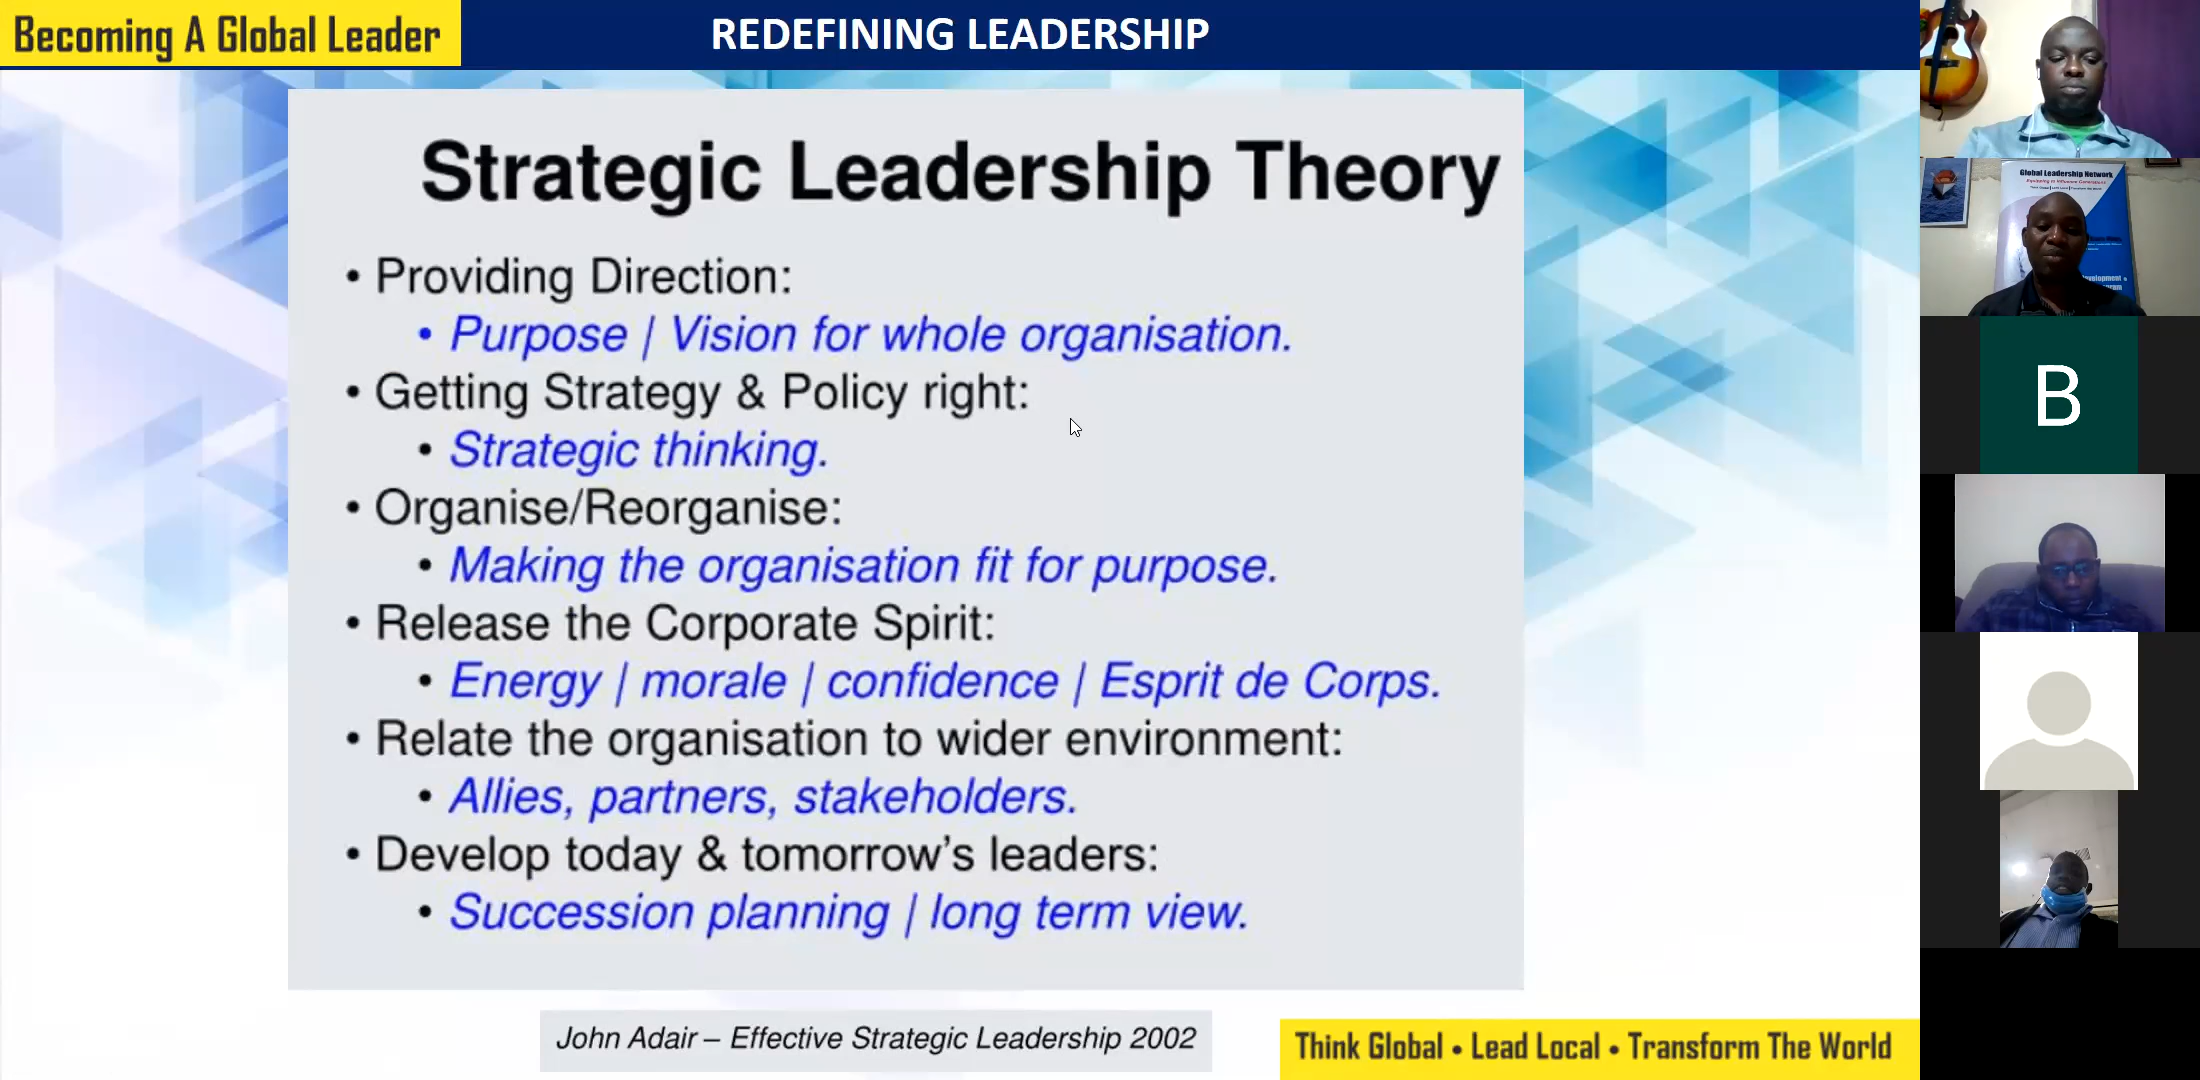 Becoming A Global Leader
REDEFINING LEADERSHIP
Strategic Leadership Theory
• Providing Direction:
• Purpose | Vision for whole organisation.
• Getting Strategy & Policy right:
• Strategic thinking.
• Organise/Reorganise:
• Making the organisation fit for purpose.
• Release the Corporate Spirit:
• Energy | morale | confidence | Esprit de Corps.
• Relate the organisation to wider environment:
• Allies, partners, stakeholders.
• Develop today & tomorrow’s leaders:
• Succession planning | long term view.
John Adair – Effective Strategic Leadership 2002
Think Global • Lead Local • Transform The World
Global Leadership Network
B